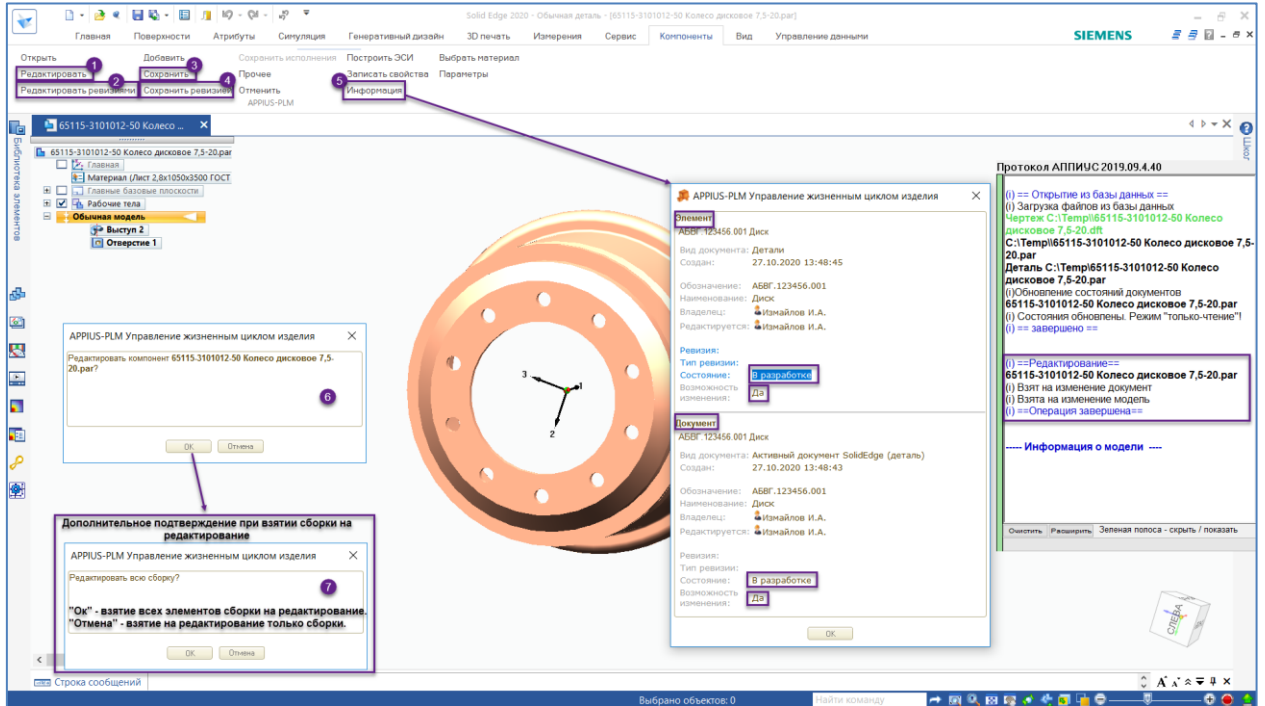 Solid Edge 2020 - Обычная деталь - [65115-3101012-50 Колесо дисковое 7,5-20.par]
Главная Поверхности Атрибуты Симуляция Генеративный дизайн 3D печать Измерения Сервис Компоненты Вид Управление данными SIEMENS
Открыть Добавить Сохранить исполнения Построить ЭСИ Выбрать материал
Редактировать 1 Сохранить 3 Прочее Записать свойства Параметры
Редактировать ревизиями 2 Сохранить ревизией 4 Отменить 5 Информация
APPIUS-PLM
65115-3101012-50 Колесо ...
Библиотека элементов
65115-3101012-50 Колесо дисковое 7,5-20.par
Главная
Материал (Лист 2,8x1050x3500 ГОСТ
Главные базовые плоскости
Рабочие тела
Обычная модель
Выступ 2
Отверстие 1
APPIUS-PLM Управление жизненным циклом изделия
Редактировать компонент 65115-3101012-50 Колесо дисковое 7,5-
20.par?
6
OK Отмена
Дополнительное подтверждение при взятии сборки на
редактирование
APPIUS-PLM Управление жизненным циклом изделия
Редактировать всю сборку?
7
"Ок" - взятие всех элементов сборки на редактирование.
"Отмена" - взятие на редактирование только сборки.
OK Отмена
3
1
2
APPIUS-PLM Управление жизненным циклом изделия
Элемент
АБВГ.123456.001 Диск
Вид документа: Детали
Создан: 27.10.2020 13:48:45
Обозначение: АБВГ.123456.001
Наименование: Диск
Владелец: Измайлов И.А.
Редактируется: Измайлов И.А.
Ревизия:
Тип ревизии:
Состояние: В разработке
Возможность
изменения: Да
Документ
АБВГ.123456.001 Диск
Вид документа: Активный документ SolidEdge (деталь)
Создан: 27.10.2020 13:48:43
Обозначение: АБВГ.123456.001
Наименование: Диск
Владелец: Измайлов И.А.
Редактируется: Измайлов И.А.
Ревизия:
Тип ревизии:
Состояние: В разработке
Возможность
изменения: Да
OK
Протокол АППИУС 2019.09.4.40
(i) == Открытие из базы данных ==
(i) Загрузка файлов из базы данных
Чертеж C:\Temp\\65115-3101012-50 Колесо
дисковое 7,5-20.dft
C:\Temp\\65115-3101012-50 Колесо дисковое 7,5-
20.par
Деталь C:\Temp\65115-3101012-50 Колесо
дисковое 7,5-20.par
(i)Обновление состояний документов
65115-3101012-50 Колесо дисковое 7,5-20.par
(i) Состояния обновлены. Режим "только-чтение"!
(i) == завершено ==
(i) ==Редактирование==
65115-3101012-50 Колесо дисковое 7,5-20.par
(i) Взят на изменение документ
(i) Взята на изменение модель
(i) ==Операция завершена==
----- Информация о модели ----
Очистить Расширить Зеленая полоса - скрыть / показать
СЛЕВА
Строка сообщений
Выбрано объектов: 0 Найти команду